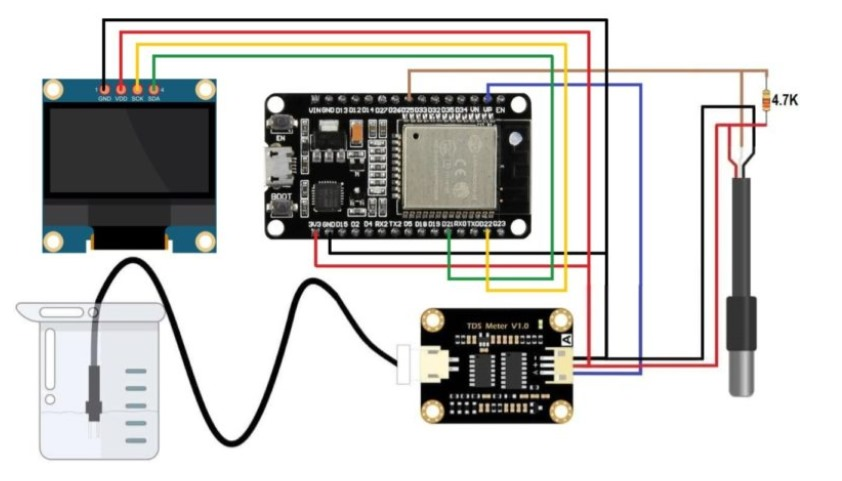 1 4
GND VDD SCK SDA
4.7K
VIN GND D13 D12 D14 D27 D26 D25 D33 D32 D35 D34 VN VP EN
EN
BOOT
3V3 GND D15 D2 D4 RX2 TX2 D5 D18 D19 D21 RX0 TX0 D22 D23
TDS Meter V1.0
A